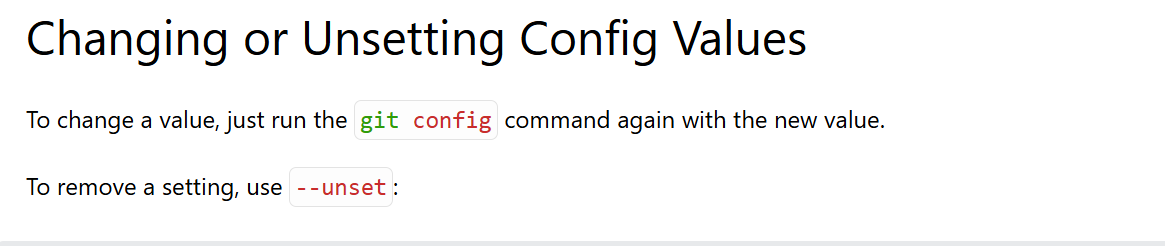 Changing or Unsetting Config Values
To change a value, just run the git config command again with the new value.
To remove a setting, use --unset: